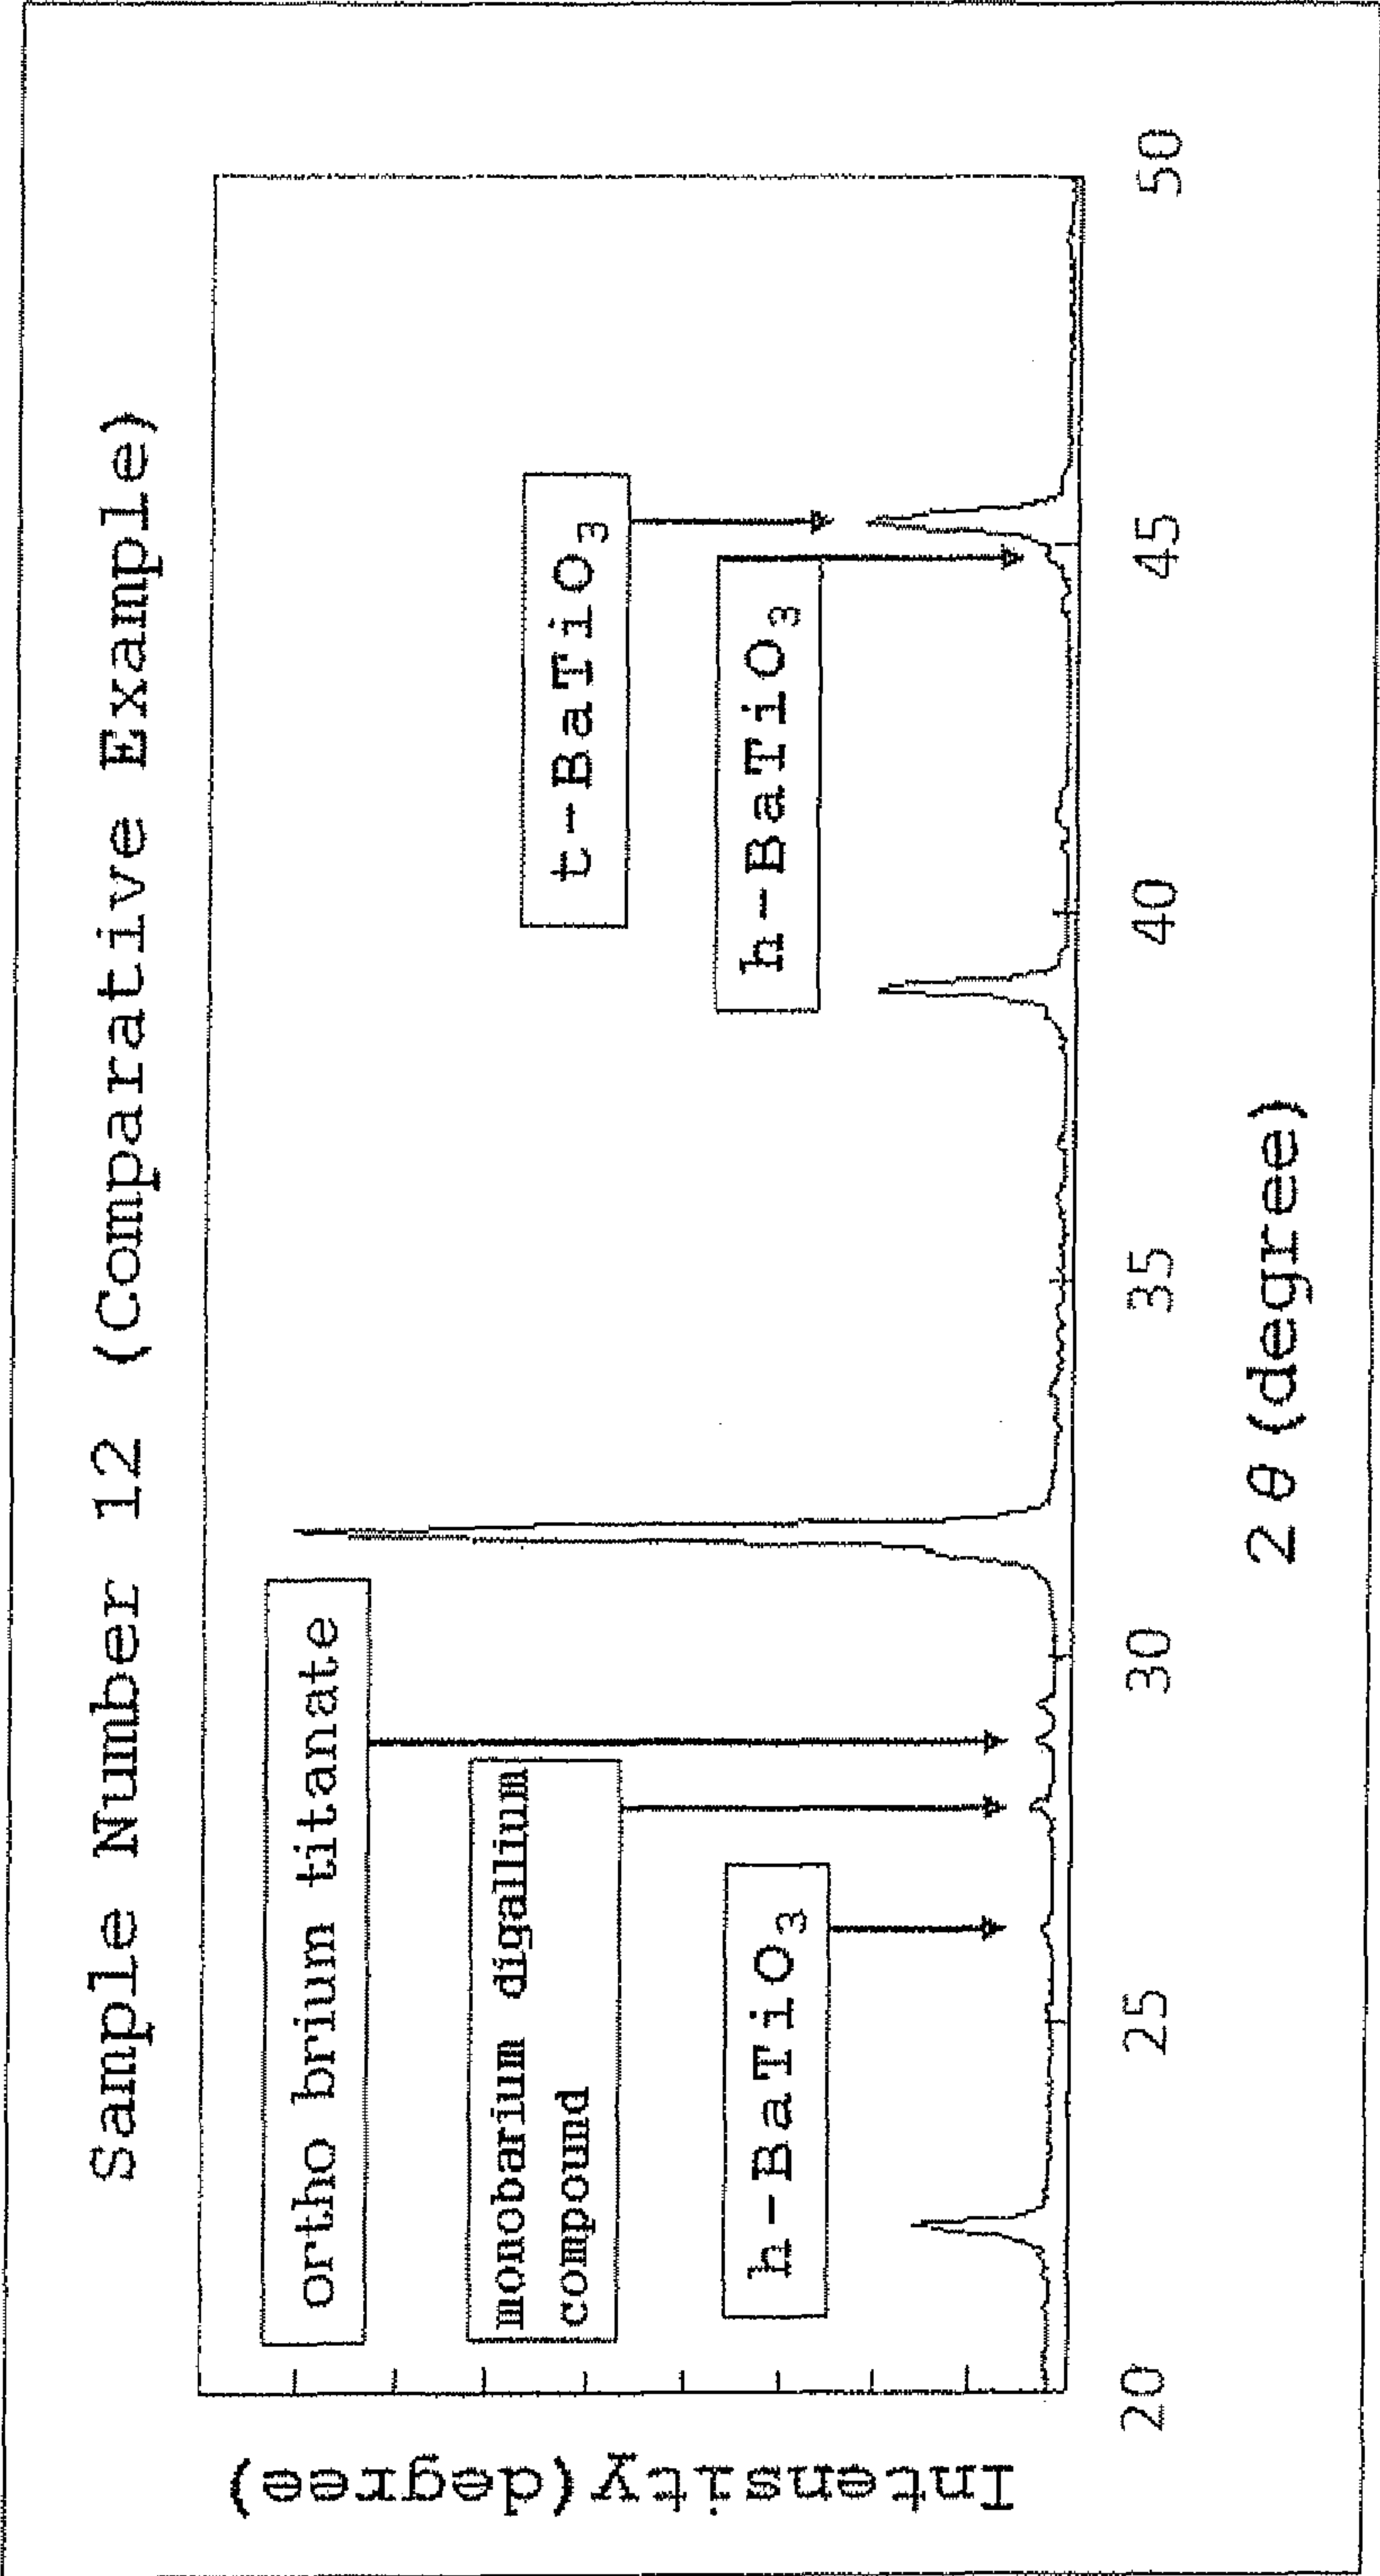 Sample Number 12 (Comparative Example)
Intensity(degree)
ortho brium titanate
monobarium digallium
compound
h-BaTiO3
t-BaTiO3
h-BaTiO3
20 25 30 35 40 45 50
2θ(degree)